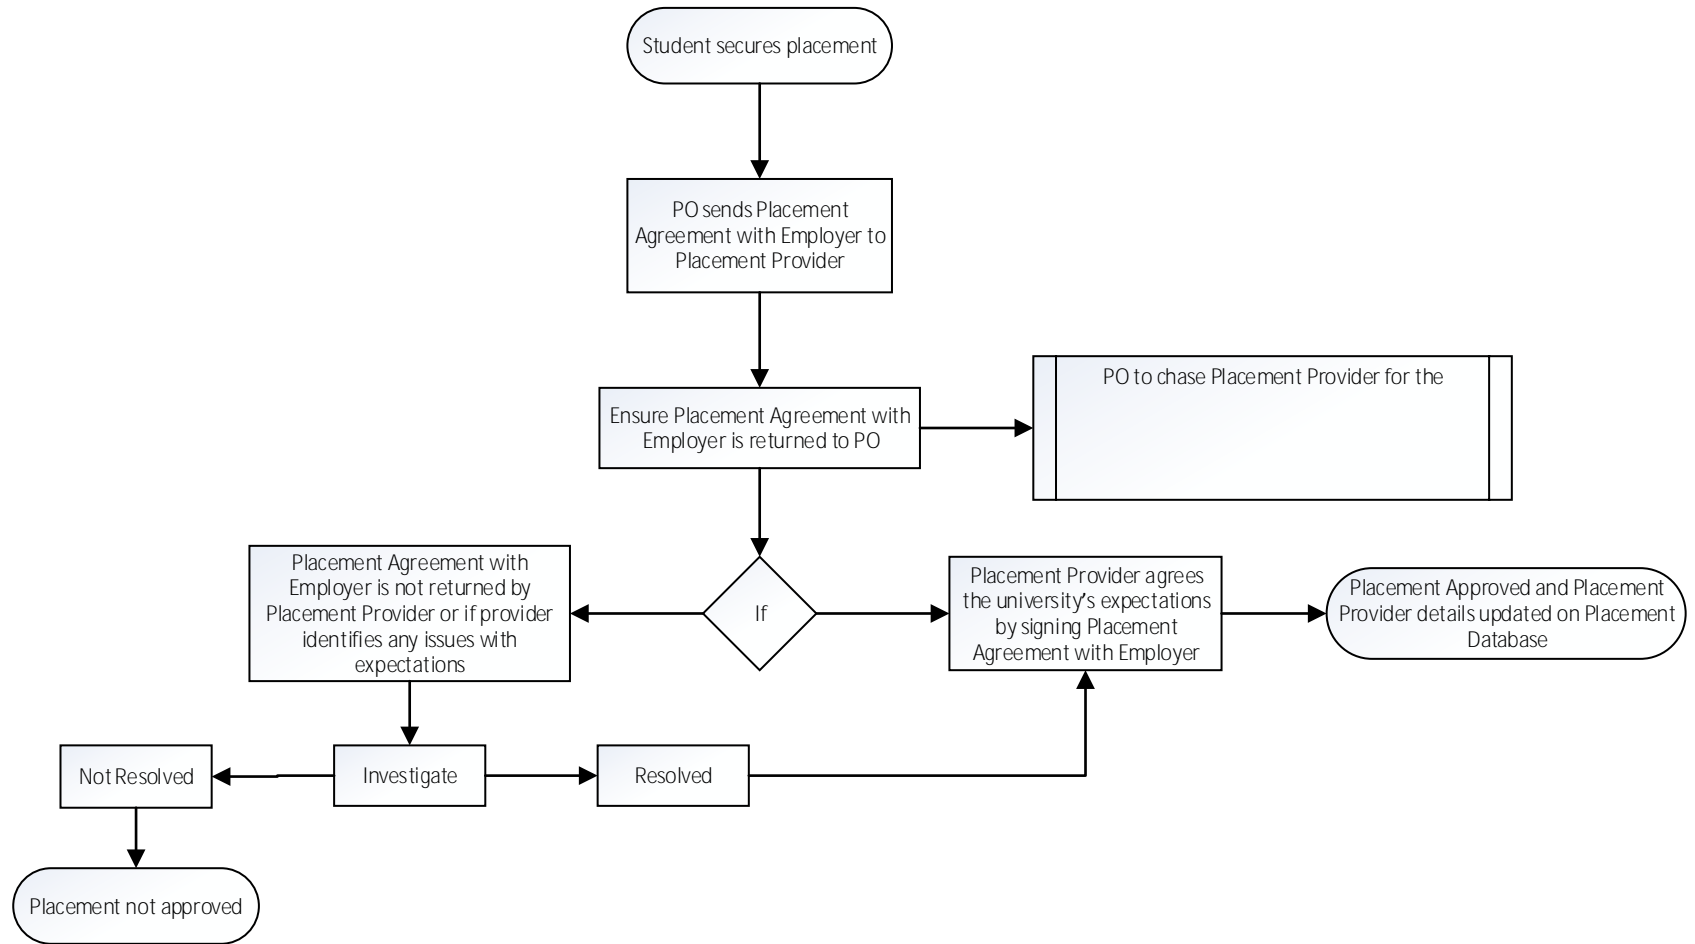 Student secures placement
PO sends Placement
Agreement with Employer to
Placement Provider
Ensure Placement Agreement with
Employer is returned to PO
PO to chase Placement Provider for the
Placement Agreement with
Employer is not returned by
Placement Provider or if provider
identifies any issues with
expectations
If
Placement Provider agrees
the university's expectations
by signing Placement
Agreement with Employer
Placement Approved and Placement
Provider details updated on Placement
Database
Not Resolved
Investigate
Resolved
Placement not approved